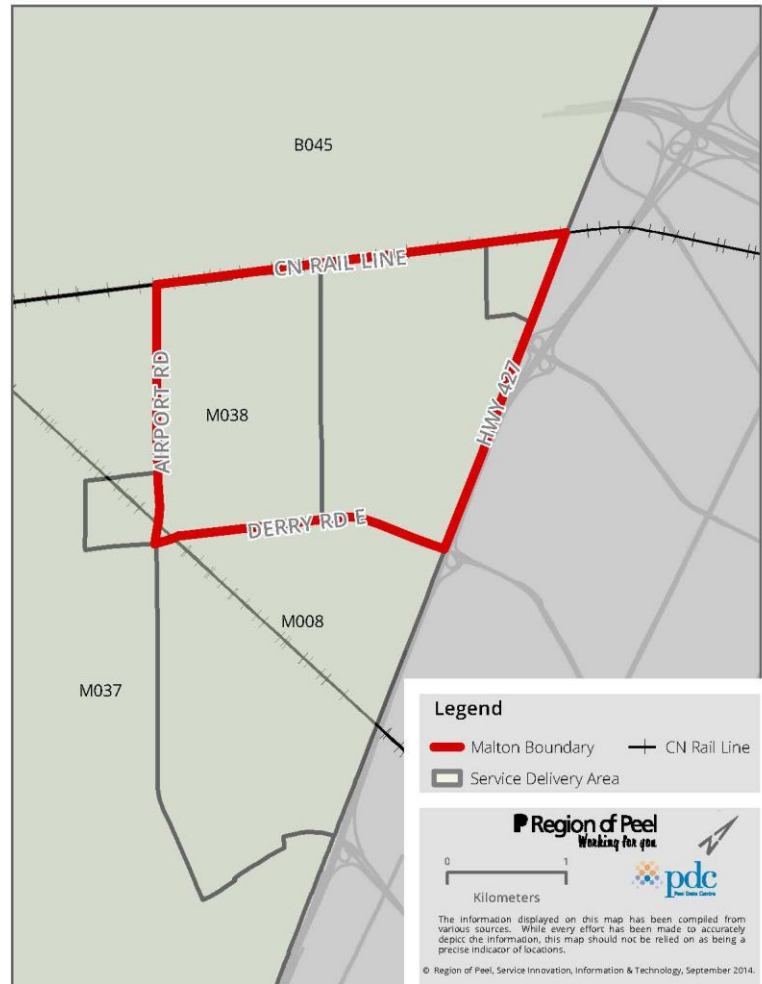 B045
CN RAIL LINE
AIRPORT RD
M038
HWY 427
DERRY RD E
M008
M037
Legend
Malton Boundary
CN Rail Line
Service Delivery Area
Region of Peel
Working for you
N
0 1
Kilometers
pdc
Peel Data Centre
The information displayed on this map has been compiled from
various sources. While every effort has been made to accurately
depict the information, this map should not be relied on as being a
precise indicator of locations.
© Region of Peel, Service Innovation, Information & Technology, September 2014.